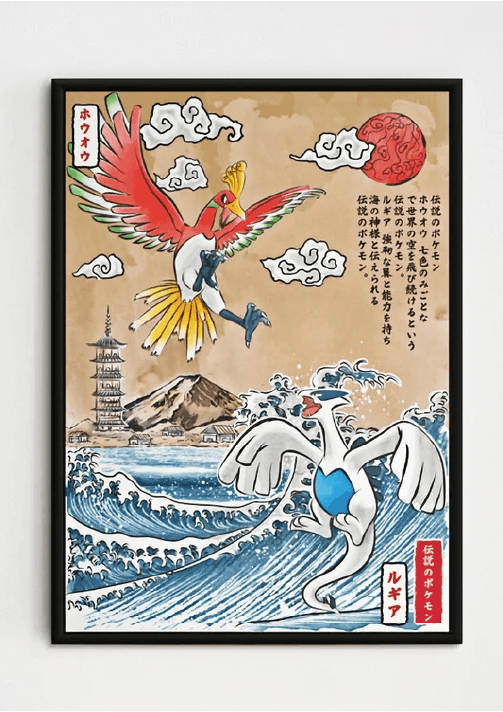 ホウオウ
伝説のポケモン
ホウオウ 七色のみごとな
で世界の空を飛び続けるという
伝説のポケモン。
ルギア 強靭な翼と能力を持ち
海の神様と伝えられる
伝説のポケモン。
伝説のポケモン
ルギア